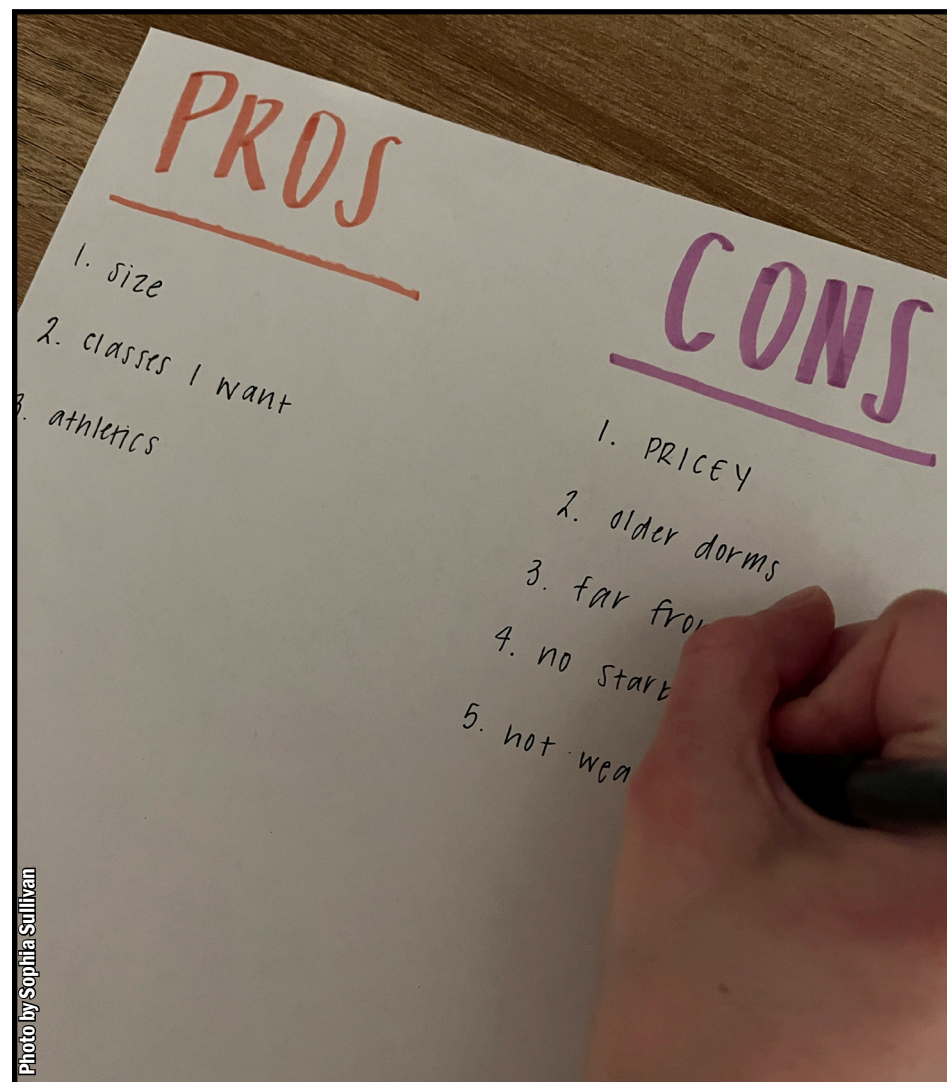 PROS
1. size
2. classes I want
3. athletics
CONS
1. PRICEY
2. older dorms
3. far
4. no
5. not
Photo by Sophia Sullivan